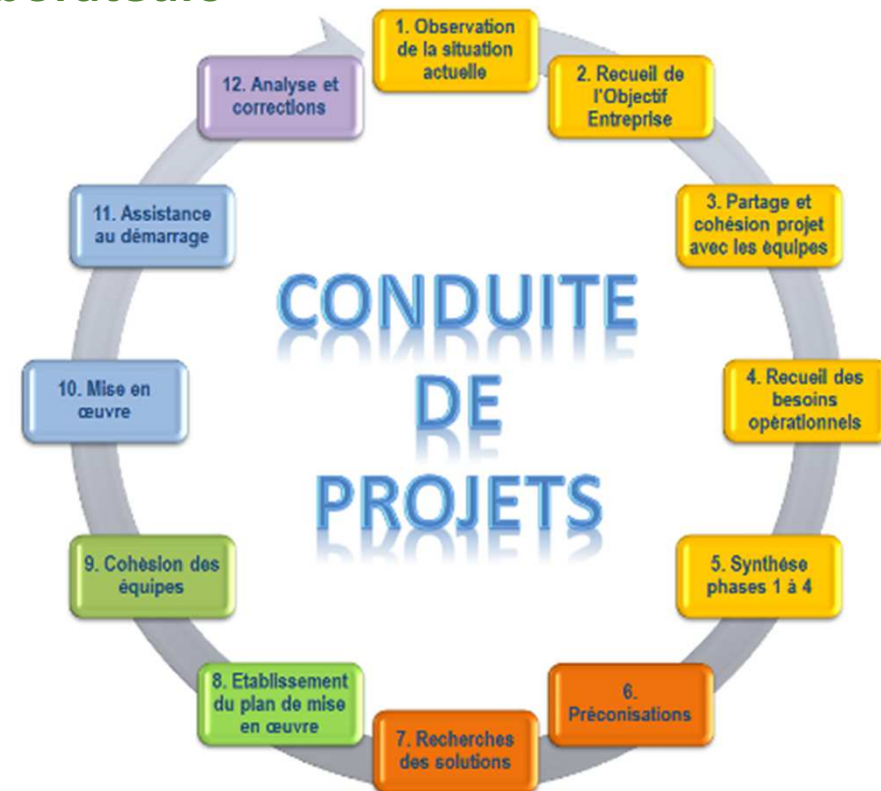 1. Observation
de la situation
actuelle
2. Recueil de
l'Objectif
Entreprise
3. Partage et
cohésion projet
avec les équipes
4. Recueil des
besoins
opérationnels
5. Synthèse
phases 1 à 4
6.
Préconisations
7. Recherches
des solutions
8. Etablissement
du plan de mise
en œuvre
9. Cohésion des
équipes
10. Mise en
œuvre
11. Assistance
au démarrage
12. Analyse et
corrections
CONDUITE
DE
PROJETS